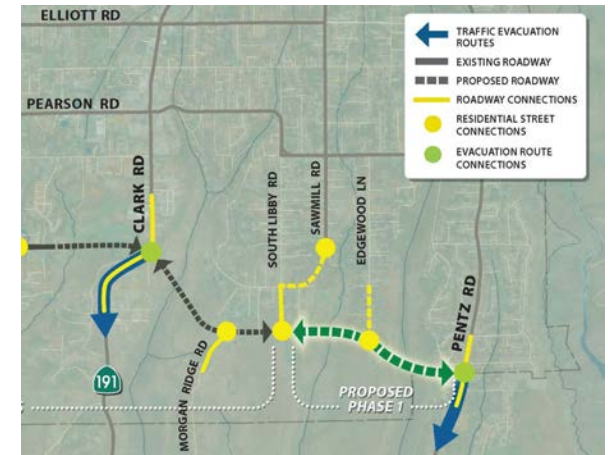 ELLIOTT RD
PEARSON RD
CLARK RD
SOUTH LIBBY RD
SAWMILL RD
EDGEWOOD LN
PENTZ RD
MORGAN RIDGE RD
191
PROPOSED
PHASE 1
TRAFFIC EVACUATION
ROUTES
EXISTING ROADWAY
PROPOSED ROADWAY
ROADWAY CONNECTIONS
RESIDENTIAL STREET
CONNECTIONS
EVACUATION ROUTE
CONNECTIONS